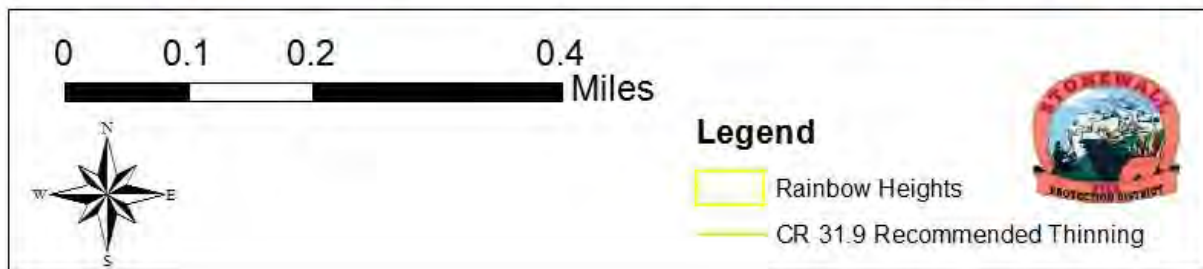 0 0.1 0.2 0.4
Miles
N
W E
S
Legend
Rainbow Heights
CR 31.9 Recommended Thinning
STONEWALL
FIRE
PROTECTION DISTRICT